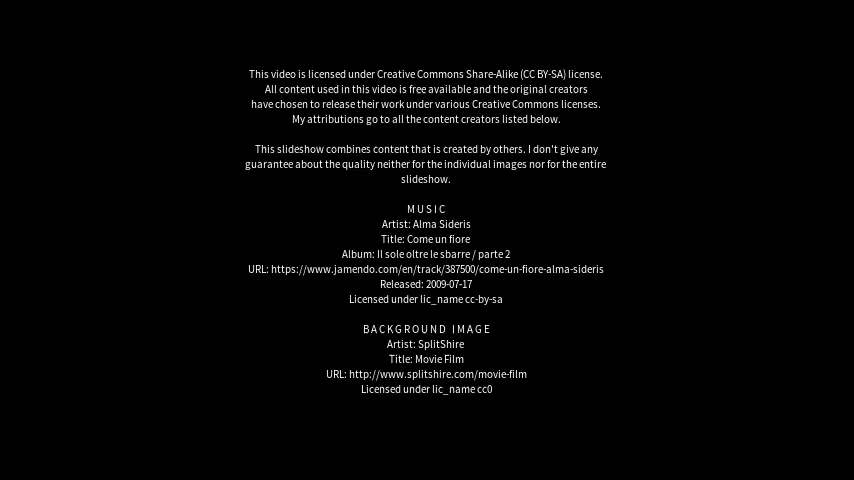 This video is licensed under Creative Commons Share-Alike (CC BY-SA) license.
All content used in this video is free available and the original creators
have chosen to release their work under various Creative Commons licenses.
My attributions go to all the content creators listed below.
This slideshow combines content that is created by others. I don't give any
guarantee about the quality neither for the individual images nor for the entire
slideshow.
MUSIC
Artist: Alma Sideris
Title: Come un fiore
Album: Il sole oltre le sbarre / parte 2
URL: https://www.jamendo.com/en/track/387500/come-un-fiore-alma-sideris
Released: 2009-07-17
Licensed under lic_name cc-by-sa
BACKGROUND IMAGE
Artist: SplitShire
Title: Movie Film
URL: http://www.splitshire.com/movie-film
Licensed under lic_name cc0